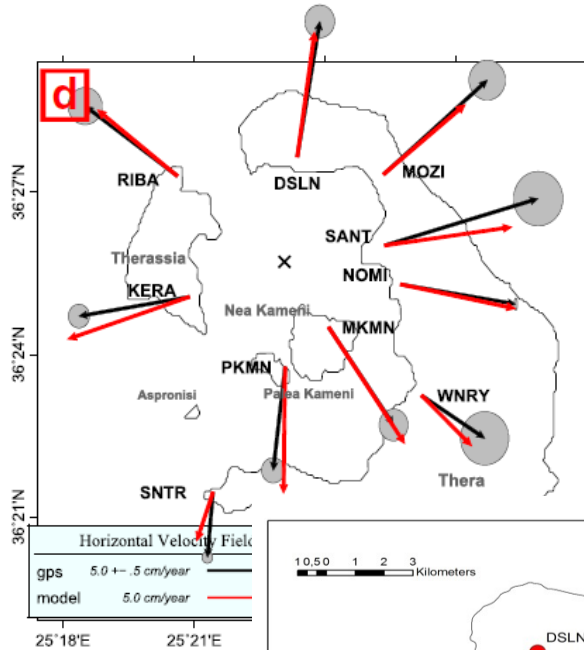 d
RIBA
DSLN
MOZI
36°27'N
SANT
Therassia
NOMI
KERA
Nea Kameni
MKMN
36°24'N
PKMN
Palea Kameni
WNRY
Aspronisi
Thera
SNTR
36°21'N
Horizontal Velocity Field
gps 5.0 +- .5 cm/year
model 5.0 cm/year
1 0,5 0 1 2 3 Kilometers
DSLN
25°18'E 25°21'E